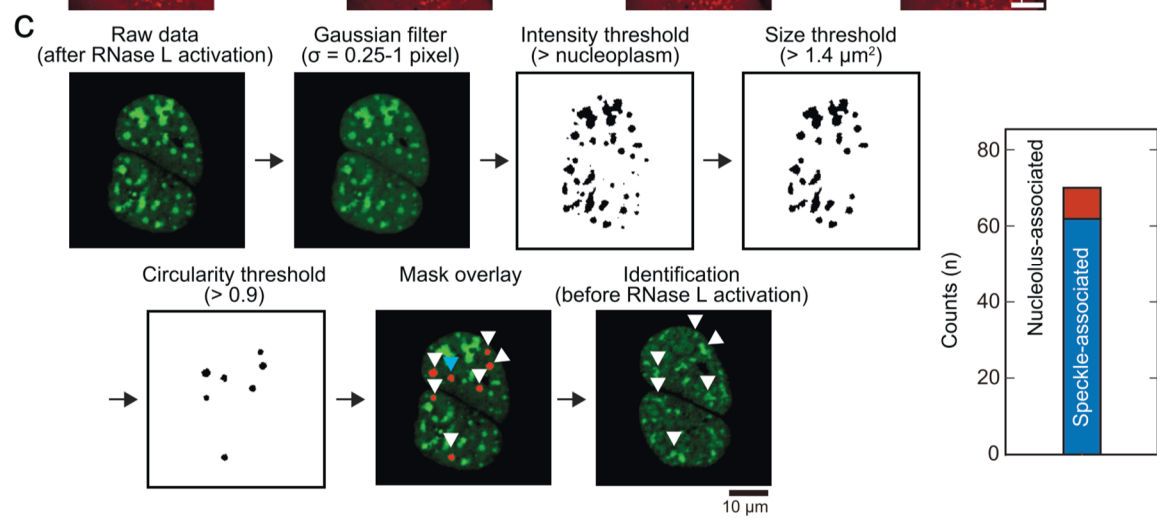 C
Raw data
(after RNase L activation)
Gaussian filter
(σ = 0.25-1 pixel)
Intensity threshold
(> nucleoplasm)
Size threshold
(> 1.4 μm²)
Circularity threshold
(> 0.9)
Mask overlay
Identification
(before RNase L activation)
10 μm
Counts (n)
80
60
40
20
0
Nucleolus-associated
Speckle-associated